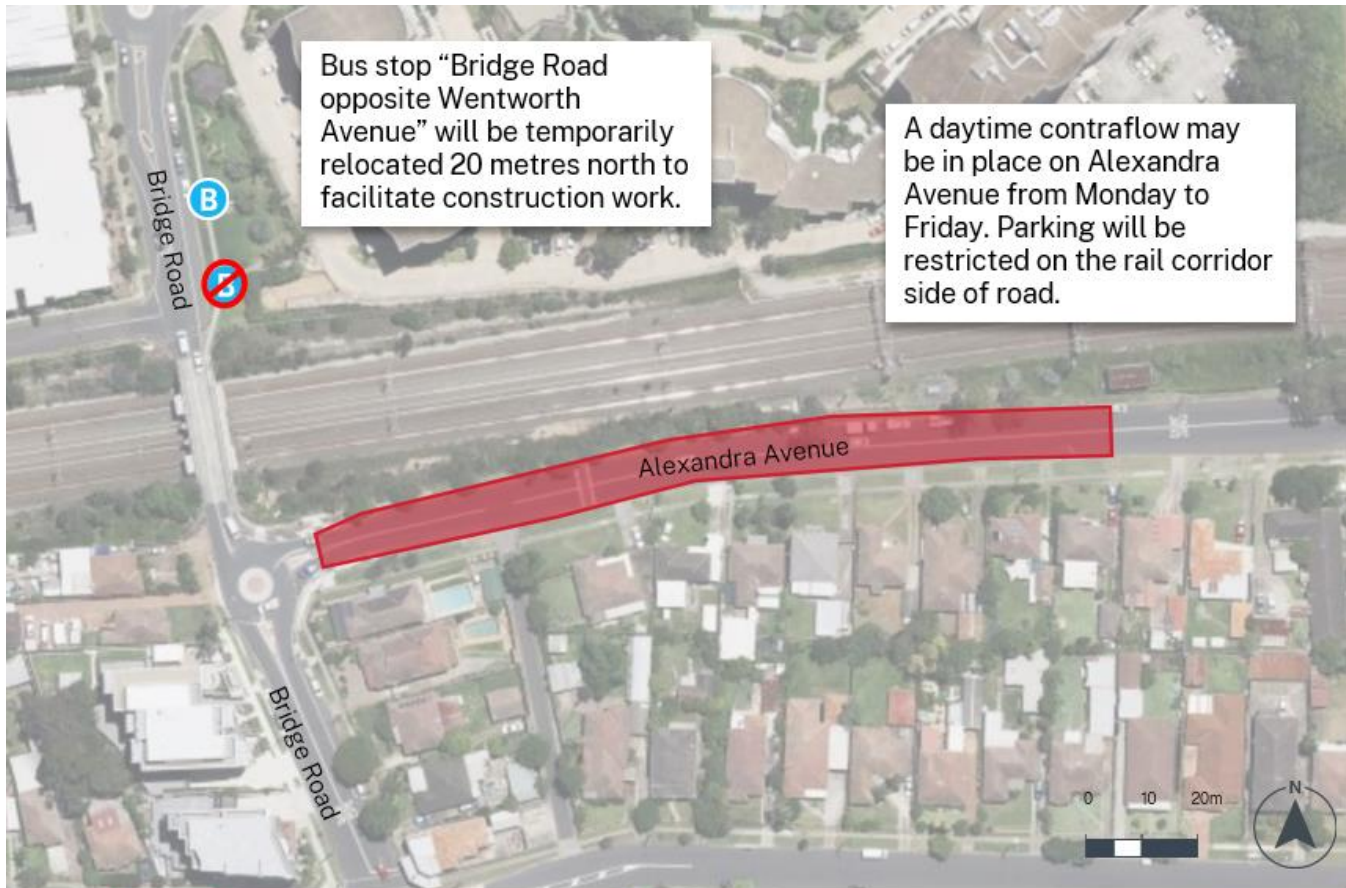 Bus stop “Bridge Road
opposite Wentworth
Avenue” will be temporarily
relocated 20 metres north to
facilitate construction work.
A daytime contraflow may
be in place on Alexandra
Avenue from Monday to
Friday. Parking will be
restricted on the rail corridor
side of road.
Bridge Road
B
B
Alexandra Avenue
Bridge Road
0 10 20m
N